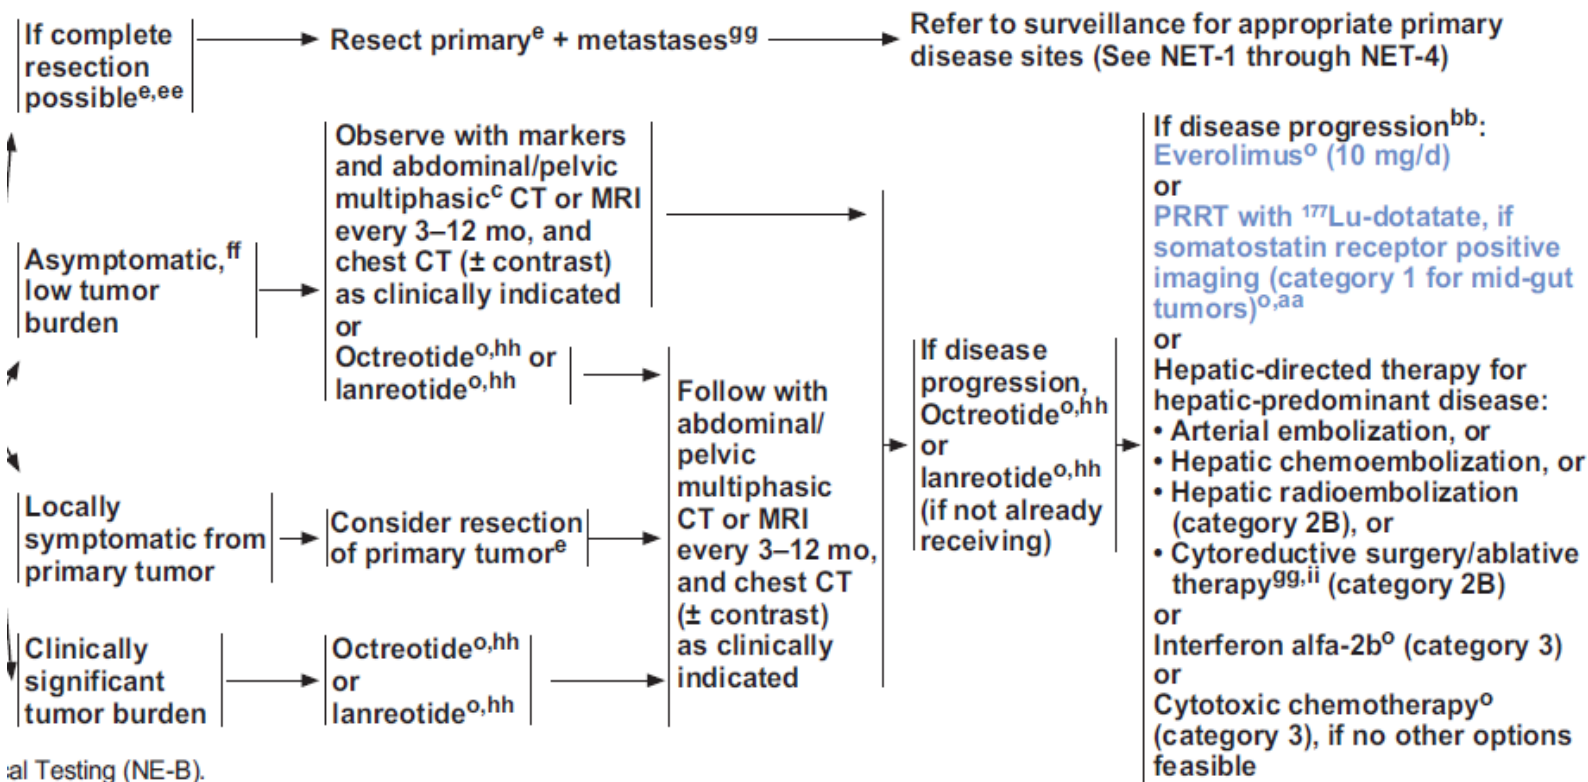 If complete
resection
possibleᵉ,ᵉᵉ
Resect primaryᵉ + metastasesᵍᵍ
Refer to surveillance for appropriate primary
disease sites (See NET-1 through NET-4)
Asymptomatic,ᶠᶠ
low tumor
burden
Observe with markers
and abdominal/pelvic
multiphasicᶜ CT or MRI
every 3–12 mo, and
chest CT (± contrast)
as clinically indicated
or
Octreotideᵒ,ʰʰ or
lanreotideᵒ,ʰʰ
Locally
symptomatic from
primary tumor
Consider resection
of primary tumorᵉ
Clinically
significant
tumor burden
Octreotideᵒ,ʰʰ
or
lanreotideᵒ,ʰʰ
Follow with
abdominal/
pelvic
multiphasic
CT or MRI
every 3–12 mo,
and chest CT
(± contrast)
as clinically
indicated
If disease
progression,
Octreotideᵒ,ʰʰ
or
lanreotideᵒ,ʰʰ
(if not already
receiving)
If disease progressionᵇᵇ:
Everolimusᵒ (10 mg/d)
or
PRRT with ¹⁷⁷Lu-dotatate, if
somatostatin receptor positive
imaging (category 1 for mid-gut
tumors)ᵒ,ᵃᵃ
or
Hepatic-directed therapy for
hepatic-predominant disease:
• Arterial embolization, or
• Hepatic chemoembolization, or
• Hepatic radioembolization
(category 2B), or
• Cytoreductive surgery/ablative
therapyᵍᵍ,ⁱⁱ (category 2B)
or
Interferon alfa-2bᵒ (category 3)
or
Cytotoxic chemotherapyᵒ
(category 3), if no other options
feasible
al Testing (NE-B).